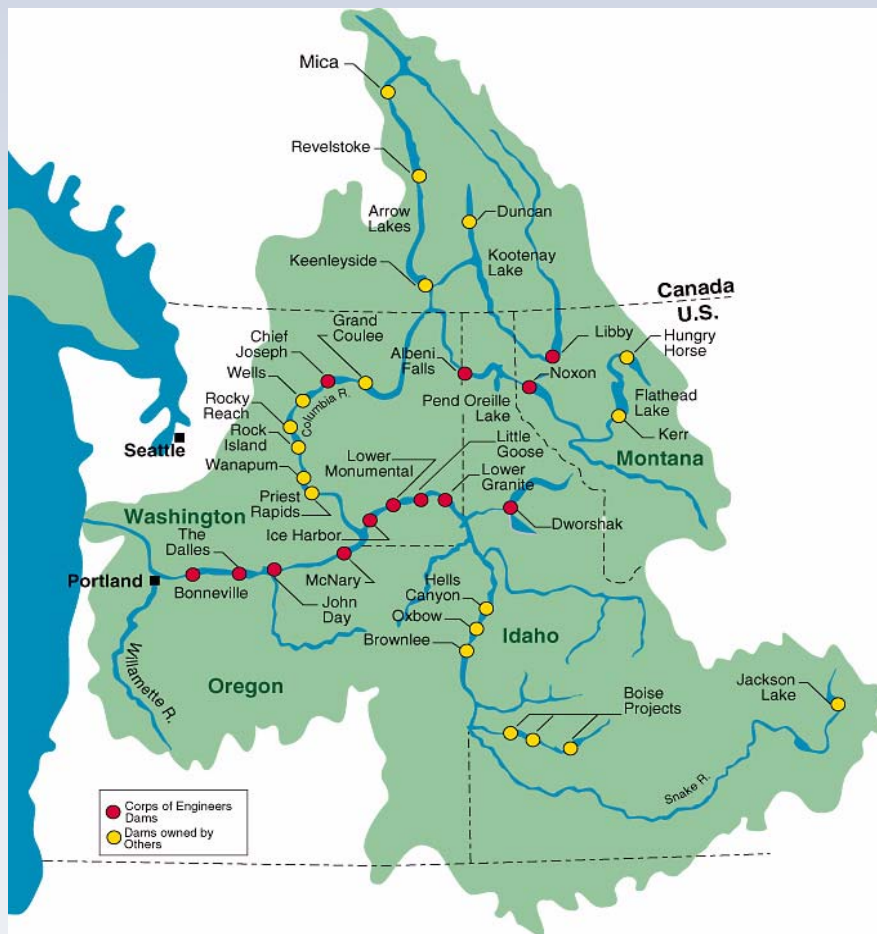 Mica
Revelstoke
Arrow
Lakes
Duncan
Keenleyside
Kootenay
Lake
Canada
U.S.
Grand
Coulee
Chief
Joseph
Albeni
Falls
Libby
Hungry
Horse
Wells
Noxon
Rocky
Reach
Columbia R.
Pend Oreille
Lake
Flathead
Lake
Seattle
Rock
Island
Little
Goose
Kerr
Lower
Monumental
Wanapum
Lower
Granite
Montana
Priest
Rapids
Washington
Ice Harbor
Dworshak
The
Dalles
Portland
Bonneville
McNary
John
Day
Hells
Canyon
Oxbow
Brownlee
Idaho
Willamette R.
Oregon
Boise
Projects
Jackson
Lake
Snake R.
Corps of Engineers
Dams
Dams owned by
Others